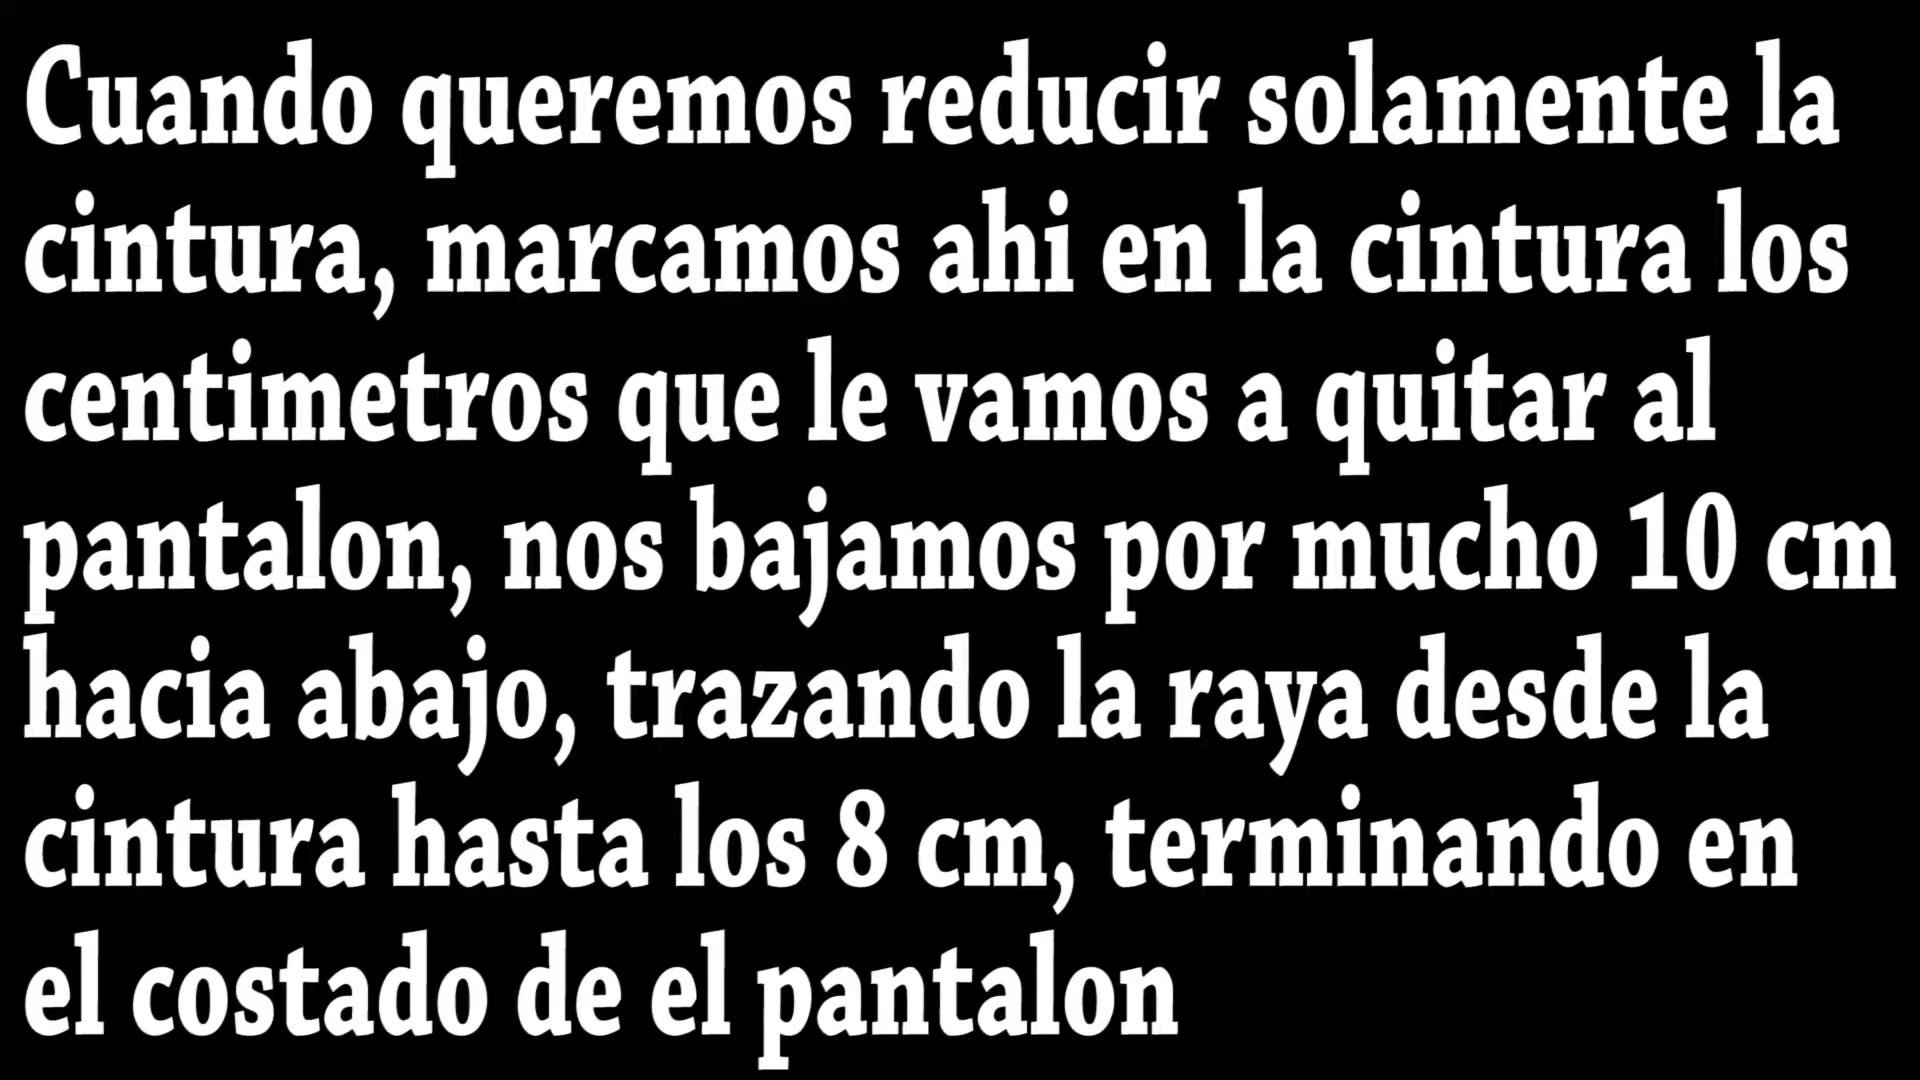 Cuando queremos reducir solamente la
cintura, marcamos ahi en la cintura los
centimetros que le vamos a quitar al
pantalon, nos bajamos por mucho 10 cm
hacia abajo, trazando la raya desde la
cintura hasta los 8 cm, terminando en
el costado de el pantalon